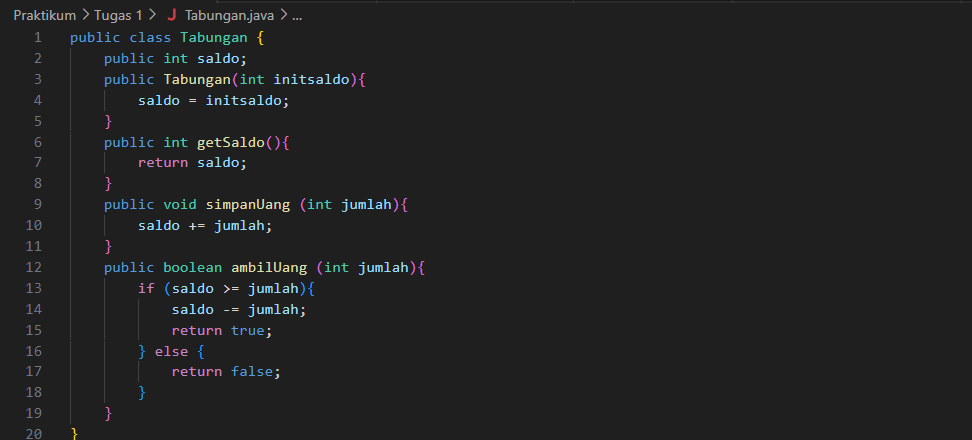 Praktikum > Tugas 1 > J Tabungan.java > ...
1 public class Tabungan {
2     public int saldo;
3     public Tabungan(int initsaldo){
4         saldo = initsaldo;
5     }
6     public int getSaldo(){
7         return saldo;
8     }
9     public void simpanUang (int jumlah){
10         saldo += jumlah;
11     }
12     public boolean ambilUang (int jumlah){
13         if (saldo >= jumlah){
14             saldo -= jumlah;
15             return true;
16         } else {
17             return false;
18         }
19     }
20 }